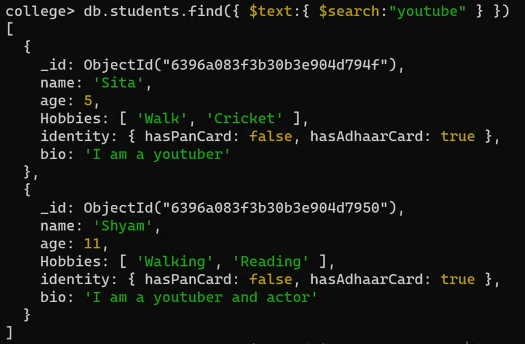 college> db.students.find({ $text:{ $search:"youtube" } })
[
  {
    _id: ObjectId("6396a083f3b30b3e904d794f"),
    name: 'Sita',
    age: 5,
    Hobbies: [ 'Walk', 'Cricket' ],
    identity: { hasPanCard: false, hasAdhaarCard: true },
    bio: 'I am a youtuber'
  },
  {
    _id: ObjectId("6396a083f3b30b3e904d7950"),
    name: 'Shyam',
    age: 11,
    Hobbies: [ 'Walking', 'Reading' ],
    identity: { hasPanCard: false, hasAdhaarCard: true },
    bio: 'I am a youtuber and actor'
  }
]